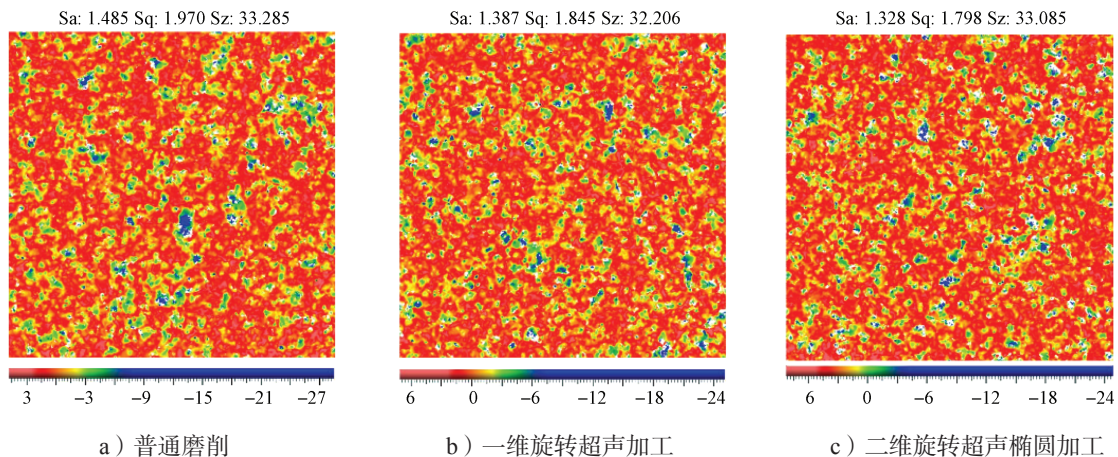 Sa: 1.485 Sq: 1.970 Sz: 33.285
Sa: 1.387 Sq: 1.845 Sz: 32.206
Sa: 1.328 Sq: 1.798 Sz: 33.085
3 −3 −9 −15 −21 −27
6 0 −6 −12 −18 −24
6 0 −6 −12 −18 −24
a）普通磨削
b）一维旋转超声加工
c）二维旋转超声椭圆加工